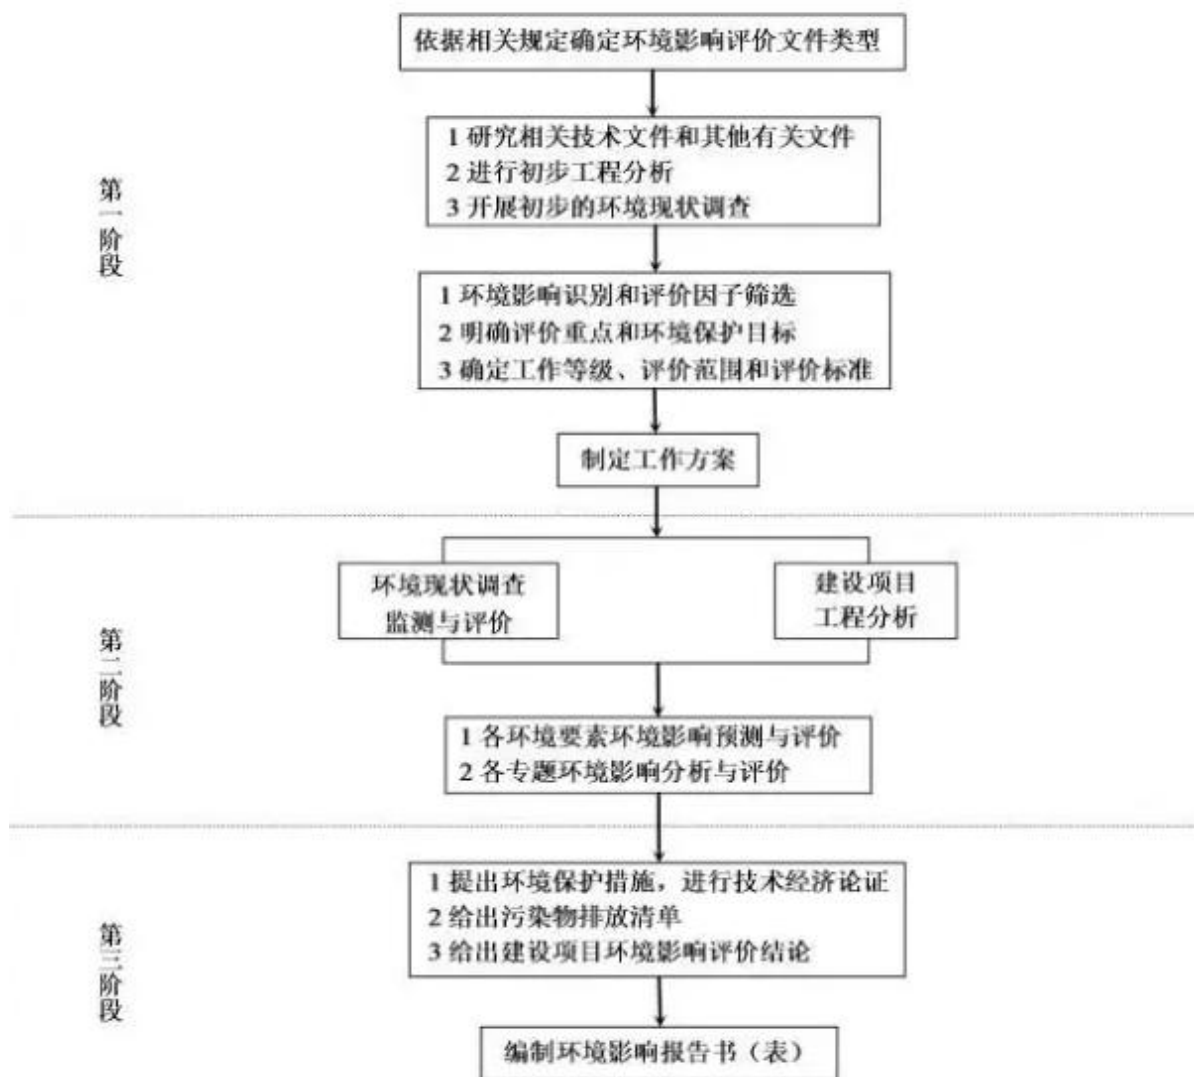 依据相关规定确定环境影响评价文件类型
1 研究相关技术文件和其他有关文件
2 进行初步工程分析
3 开展初步的环境现状调查
第一阶段
1 环境影响识别和评价因子筛选
2 明确评价重点和环境保护目标
3 确定工作等级、评价范围和评价标准
制定工作方案
环境现状调查
监测与评价
建设项目
工程分析
第二阶段
1 各环境要素环境影响预测与评价
2 各专题环境影响分析与评价
1 提出环境保护措施，进行技术经济论证
2 给出污染物排放清单
3 给出建设项目环境影响评价结论
第三阶段
编制环境影响报告书（表）